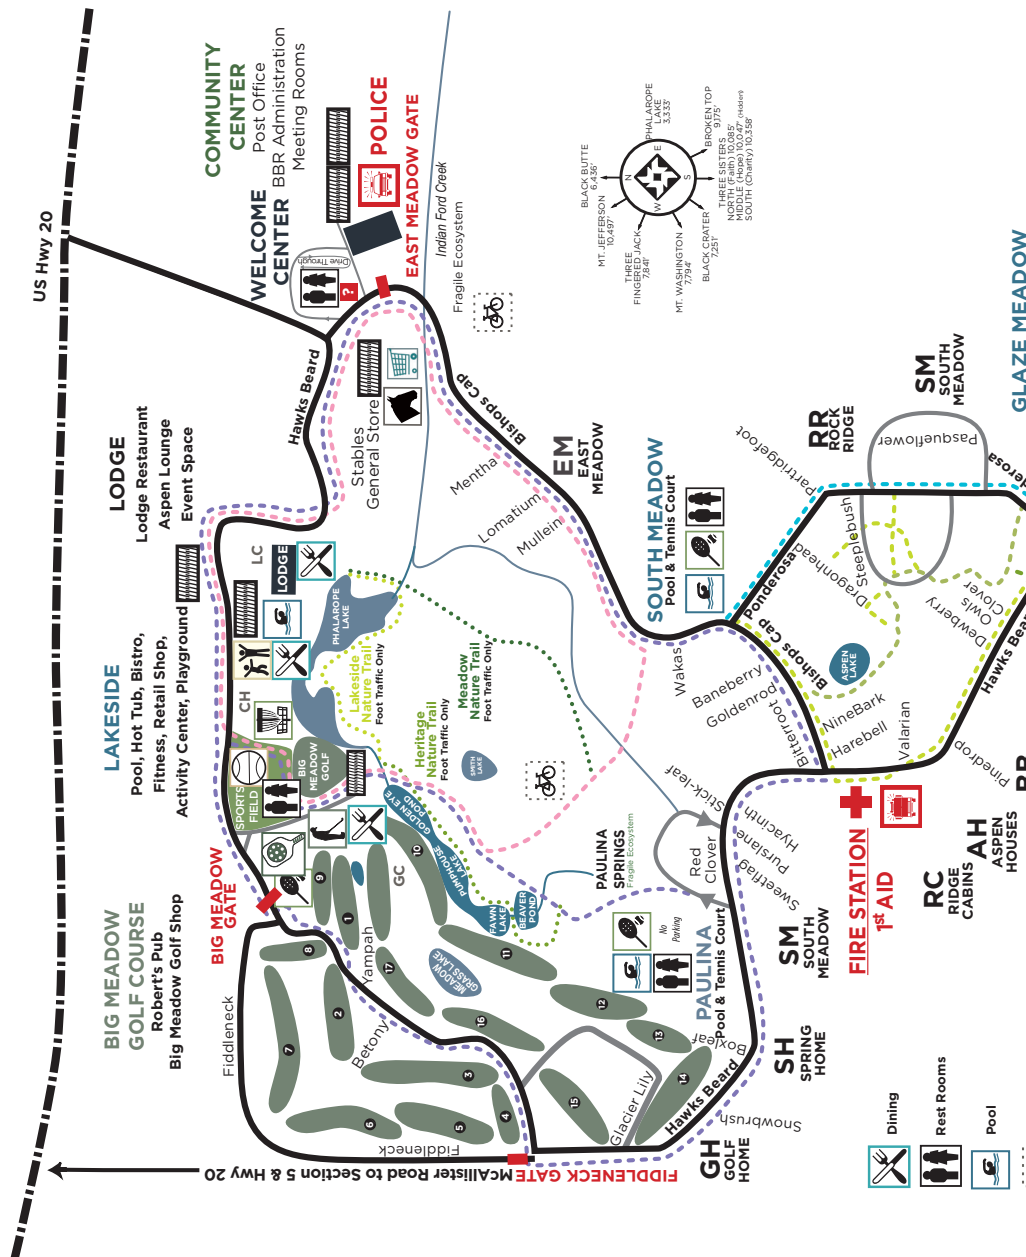 US Hwy 20
COMMUNITY
CENTER
Post Office
BBR Administration
Meeting Rooms
WELCOME
CENTER
Drive Through
?
POLICE
EAST MEADOW GATE
Indian Ford Creek
Fragile Ecosystem
Hawks Beard
Stables
General Store
Bishops Cap
LODGE
Lodge Restaurant
Aspen Lounge
Event Space
LC
LODGE
LAKESIDE
Pool, Hot Tub, Bistro,
Fitness, Retail Shop,
Activity Center, Playground
CH
SPORTS
FIELD
BIG
MEADOW
GOLF
PHALAROPE
LAKE
Lakeside
Nature Trail
Foot Traffic Only
Heritage
Nature Trail
Foot Traffic Only
Meadow
Nature Trail
Foot Traffic Only
SMITH
LAKE
Mentha
Lomatium
Mullein
EM
EAST
MEADOW
BLACK BUTTE
6,436'
MT. JEFFERSON
10,497'
THREE
FINGERED JACK
7,841'
MT. WASHINGTON
7,794'
BLACK CRATER
7,251'
THREE SISTERS
NORTH (Faith) 10,085'
MIDDLE (Hope) 10,047' (Hidden)
SOUTH (Charity) 10,358'
BROKEN TOP
9,175'
PHALAROPE
LAKE
3,333'
N
E
S
W
SOUTH MEADOW
Pool & Tennis Court
Wakas
Baneberry
Goldenrod
Bitterroot
Bishops Cap
Ponderosa
Partridgefoot
RR
ROCK
RIDGE
SM
SOUTH
MEADOW
GLAZE MEADOW
Pasqueflower
Steeplebush
Dragonhead
Dewberry
Owls
Clover
ASPEN
LAKE
NineBark
Harebell
Valarian
Hawks Beard
Pinedrop
derosa
BIG MEADOW
GOLF COURSE
Robert's Pub
Big Meadow Golf Shop
BIG MEADOW
GATE
GC
GOLDEN EYE
POND
PUMPHOUSE
LAKE
FAWN
LAKE
BEAVER
POND
MEADOW
GRASS LAKE
PAULINA
SPRINGS
Fragile Ecosystem
Stick-leaf
Red
Clover
Hyacinth
Purslane
Sweetflag
No
Parking
PAULINA
Pool & Tennis Court
SM
SOUTH
MEADOW
FIRE STATION
1st AID
RC
RIDGE
CABINS
AH
ASPEN
HOUSES
Fiddleneck
Yampah
Betony
Fiddleneck
1
2
3
4
5
6
7
8
9
10
11
12
13
14
15
16
17
Glacier Lily
Boxleaf
Hawks Beard
Snowbrush
SH
SPRING
HOME
GH
GOLF
HOME
FIDDLENECK GATE
McAllister Road to Section 5 & Hwy 20
Dining
Rest Rooms
Pool